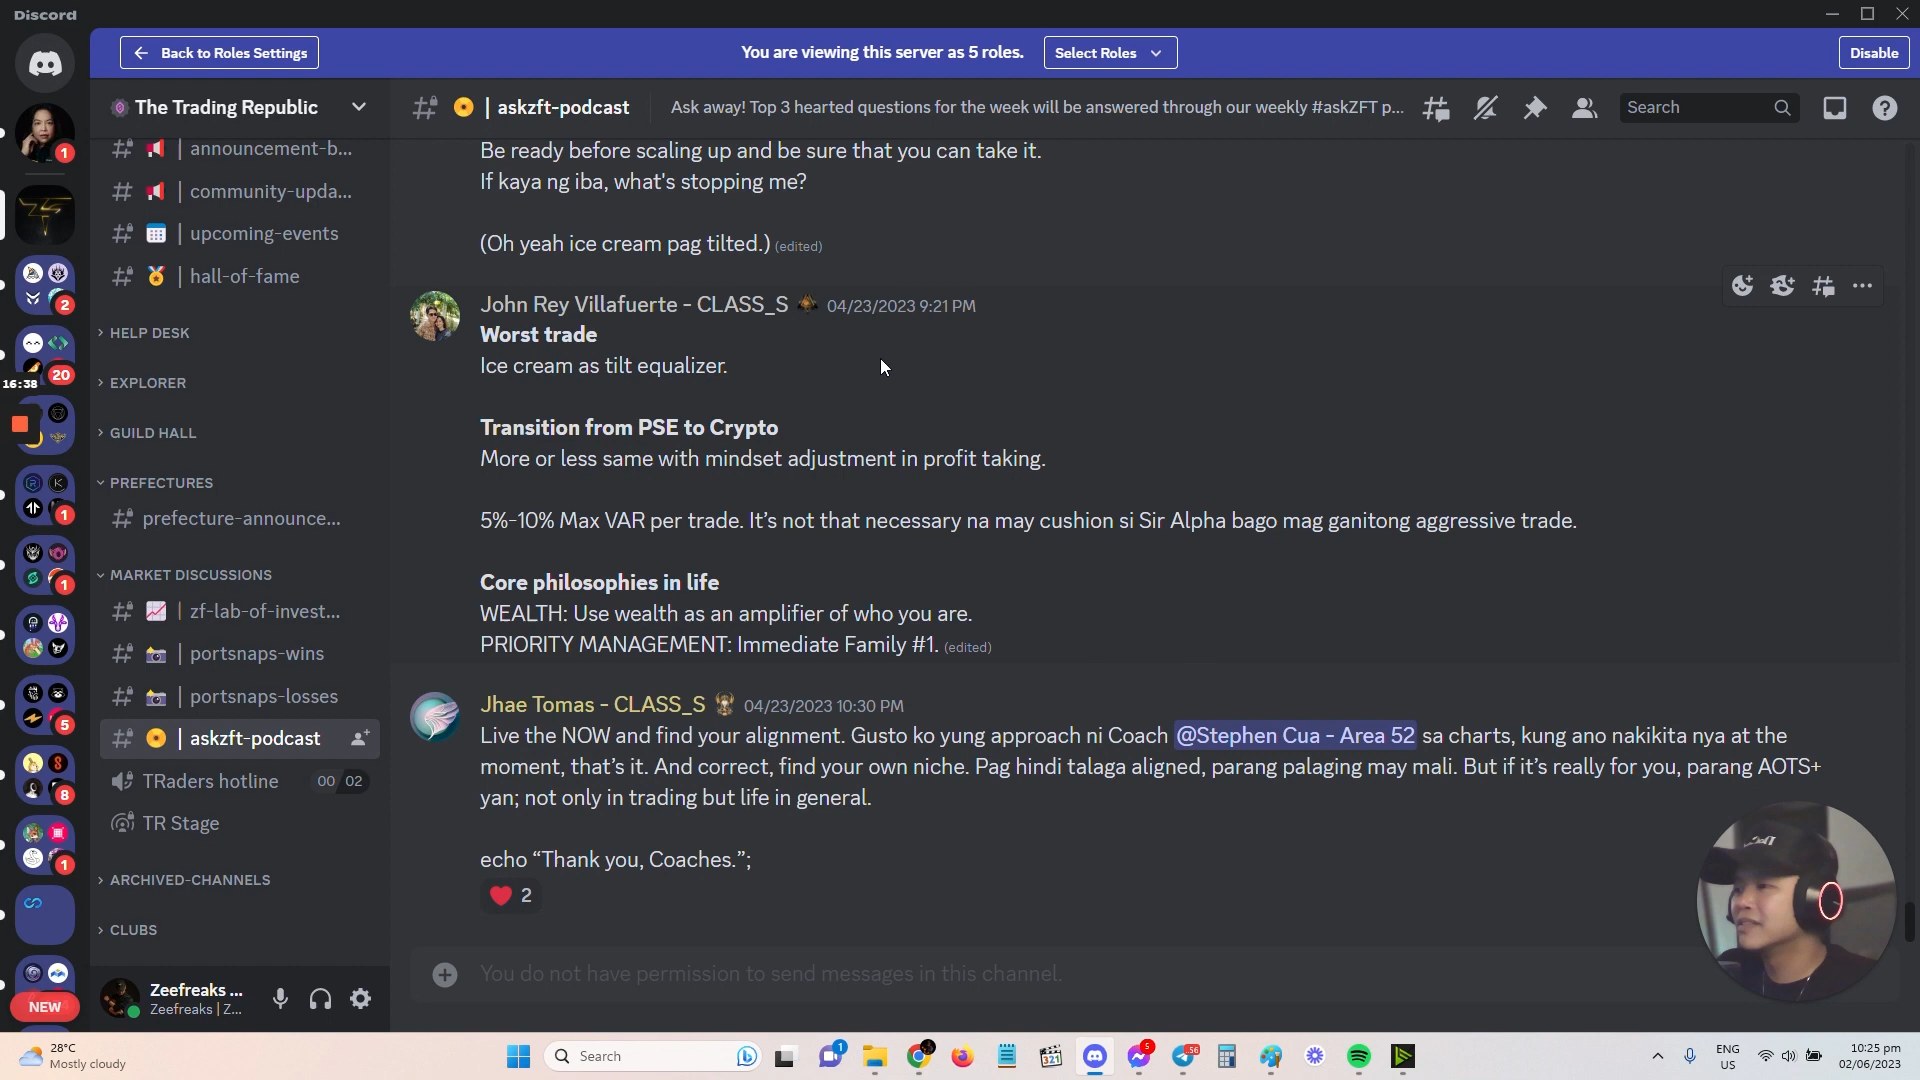 Discord
Back to Roles Settings
You are viewing this server as 5 roles.
Select Roles
Disable
The Trading Republic
| askzft-podcast
Ask away! Top 3 hearted questions for the week will be answered through our weekly #askZFT p...
Search
| announcement-b...
| community-upda...
| upcoming-events
| hall-of-fame
HELP DESK
EXPLORER
GUILD HALL
PREFECTURES
prefecture-announce...
MARKET DISCUSSIONS
| zf-lab-of-invest...
| portsnaps-wins
| portsnaps-losses
| askzft-podcast
TRaders hotline 00 / 02
TR Stage
ARCHIVED-CHANNELS
CLUBS
1
2
20
16:38
1
1
5
8
1
NEW
Zeefreaks ...
Zeefreaks | Z...
Be ready before scaling up and be sure that you can take it.
If kaya ng iba, what's stopping me?
(Oh yeah ice cream pag tilted.) (edited)
John Rey Villafuerte - CLASS_S 04/23/2023 9:21 PM
Worst trade
Ice cream as tilt equalizer.
Transition from PSE to Crypto
More or less same with mindset adjustment in profit taking.
5%-10% Max VAR per trade. It’s not that necessary na may cushion si Sir Alpha bago mag ganitong aggressive trade.
Core philosophies in life
WEALTH: Use wealth as an amplifier of who you are.
PRIORITY MANAGEMENT: Immediate Family #1. (edited)
Jhae Tomas - CLASS_S 04/23/2023 10:30 PM
Live the NOW and find your alignment. Gusto ko yung approach ni Coach @Stephen Cua - Area 52 sa charts, kung ano nakikita nya at the
moment, that’s it. And correct, find your own niche. Pag hindi talaga aligned, parang palaging may mali. But if it’s really for you, parang AOTS+
yan; not only in trading but life in general.
echo “Thank you, Coaches.”;
2
You do not have permission to send messages in this channel.
28°C
Mostly cloudy
Search
1
321
5
56
ENG
US
10:25 pm
02/06/2023